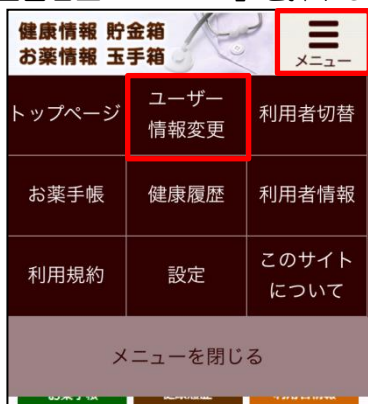 健康情報 貯金箱
お薬情報 玉手箱
メニュー
トップページ
ユーザー
情報変更
利用者切替
お薬手帳
健康履歴
利用者情報
利用規約
設定
このサイト
について
メニューを閉じる